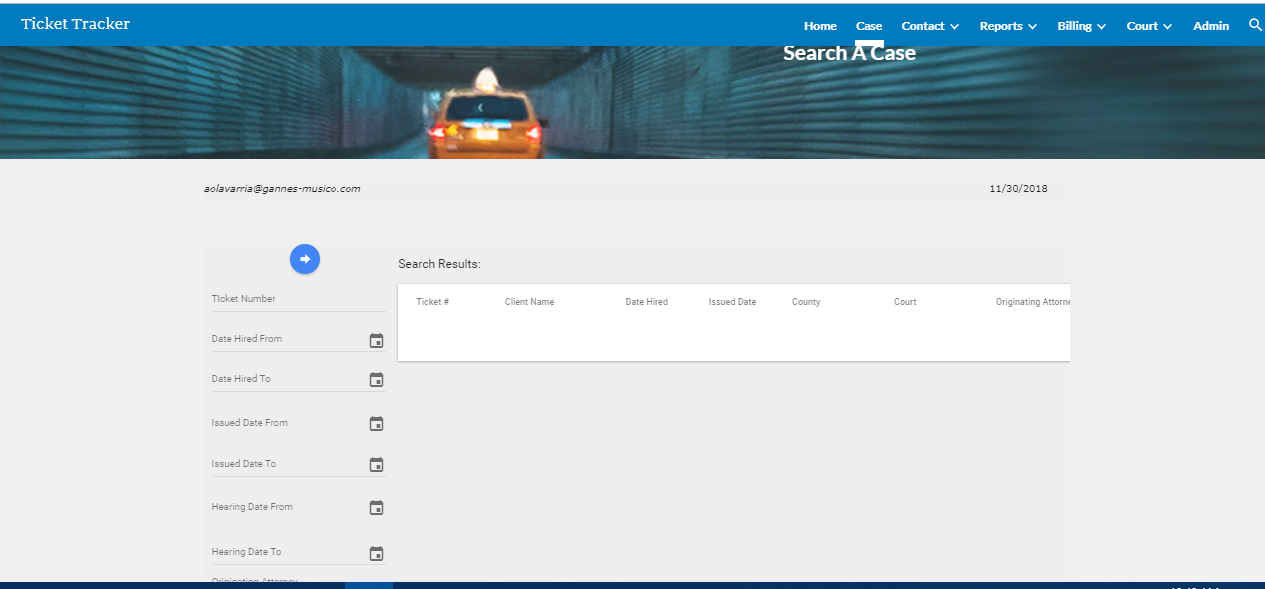 Ticket Tracker
Home Case Contact Reports Billing Court Admin
Search A Case
aolavarria@gannes-musico.com 11/30/2018
Search Results:
TIcket Number
Ticket # Client Name Date Hired Issued Date County Court Originating Attorne
Date Hired From
Date Hired To
Issued Date From
Issued Date To
Hearing Date From
Hearing Date To
Originating Attorney